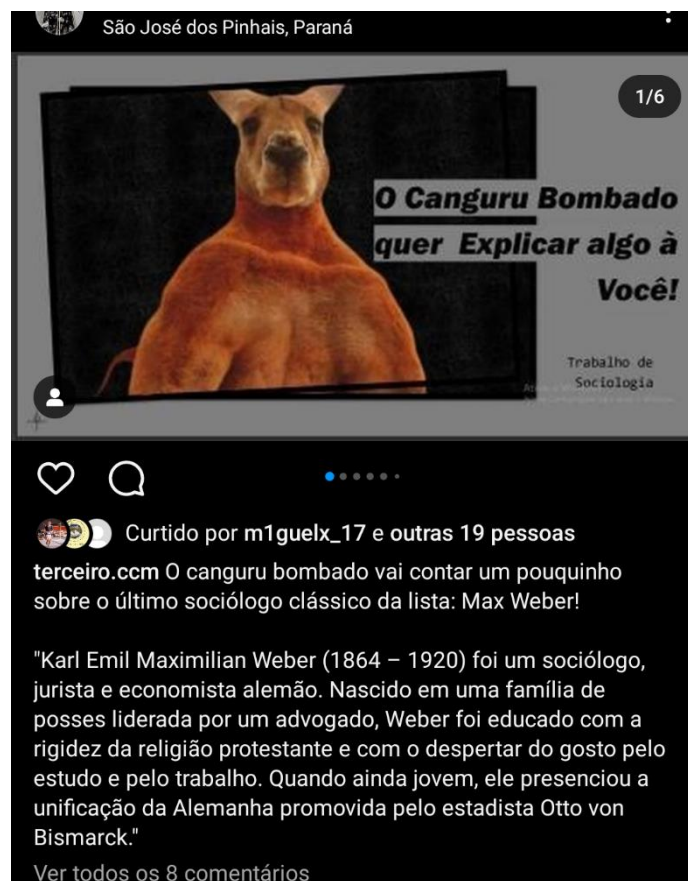 São José dos Pinhais, Paraná
1/6
O Canguru Bombado
quer Explicar algo à
Você!
Trabalho de
Sociologia
Curtido por m1guelx_17 e outras 19 pessoas
terceiro.ccm O canguru bombado vai contar um pouquinho
sobre o último sociólogo clássico da lista: Max Weber!
"Karl Emil Maximilian Weber (1864 – 1920) foi um sociólogo,
jurista e economista alemão. Nascido em uma família de
posses liderada por um advogado, Weber foi educado com a
rigidez da religião protestante e com o despertar do gosto pelo
estudo e pelo trabalho. Quando ainda jovem, ele presenciou a
unificação da Alemanha promovida pelo estadista Otto von
Bismarck."
Ver todos os 8 comentários